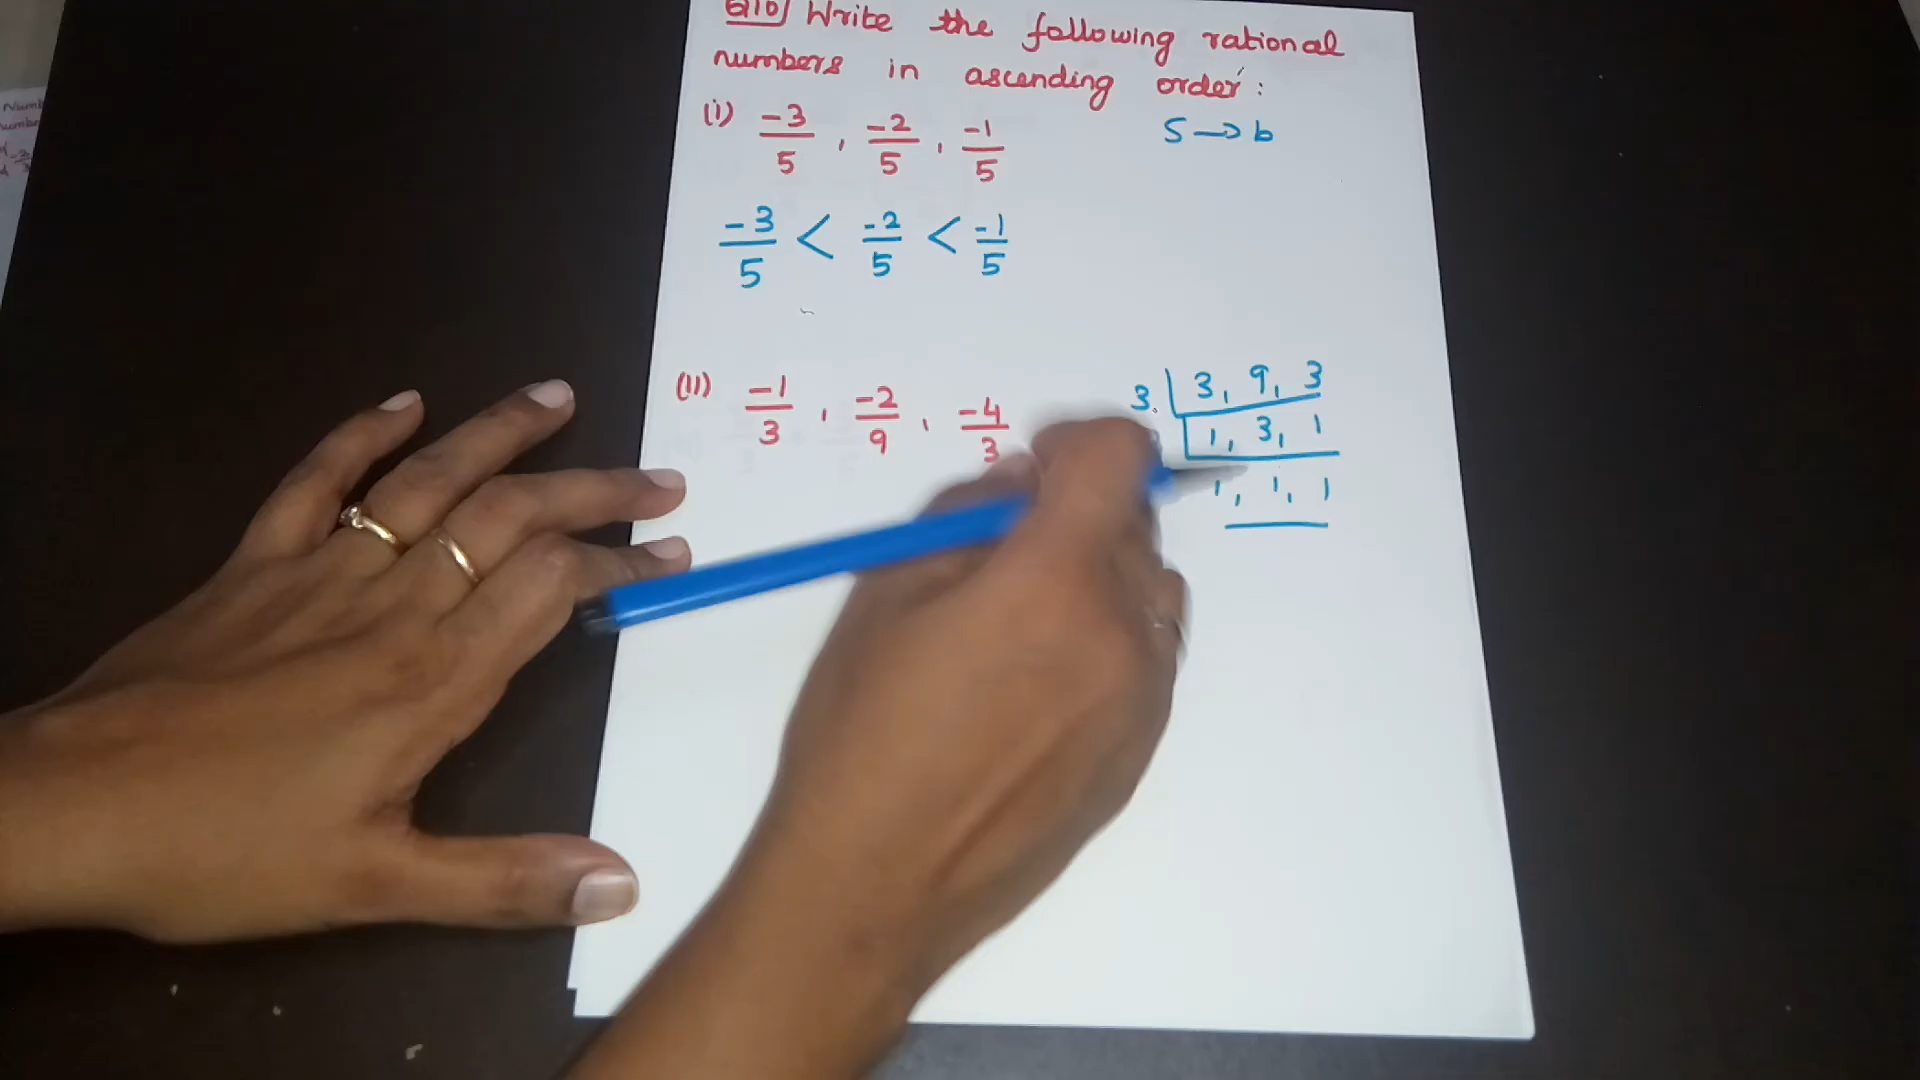 Q10) Write the following rational
numbers in ascending order:
(i) -3/5, -2/5, -1/5
S → b
-3/5 < -2/5 < -1/5
(II) -1/3, -2/9, -4/3
3 | 3, 9, 3
1, 3, 1
1, 1, 1